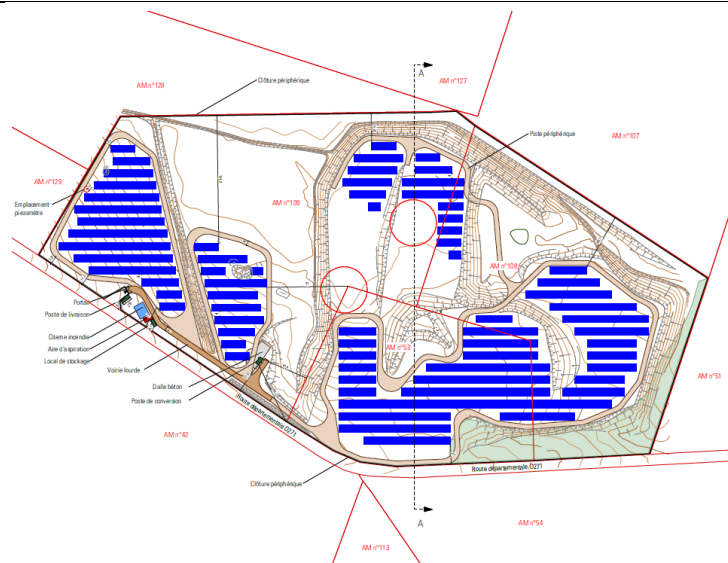 A
AM n°127
AM n°128
Clôture périphérique
Piste périphérique
AM n°107
AM n°129
Emplacement
piezomètre
AM n°109
AM n°108
Portail
Poste de livraison
Citerne incendie
Aire d'aspiration
Local de stockage
Voirie lourde
AM n°53
AM n°51
Dalle béton
Poste de conversion
Route départementale D271
AM n°42
Route départementale D271
Clôture périphérique
A
AM n°54
AM n°113